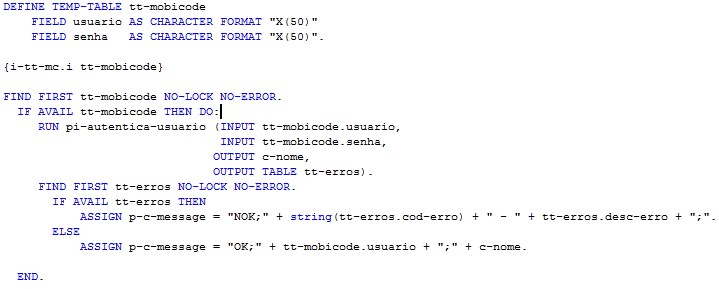 DEFINE TEMP-TABLE tt-mobicode
FIELD usuario AS CHARACTER FORMAT "X(50)"
FIELD senha AS CHARACTER FORMAT "X(50)".
{i-tt-mc.i tt-mobicode}
FIND FIRST tt-mobicode NO-LOCK NO-ERROR.
IF AVAIL tt-mobicode THEN DO:
RUN pi-autentica-usuario (INPUT tt-mobicode.usuario,
INPUT tt-mobicode.senha,
OUTPUT c-nome,
OUTPUT TABLE tt-erros).
FIND FIRST tt-erros NO-LOCK NO-ERROR.
IF AVAIL tt-erros THEN
ASSIGN p-c-message = "NOK;" + string(tt-erros.cod-erro) + " - " + tt-erros.desc-erro + ";".
ELSE
ASSIGN p-c-message = "OK;" + tt-mobicode.usuario + ";" + c-nome.
END.